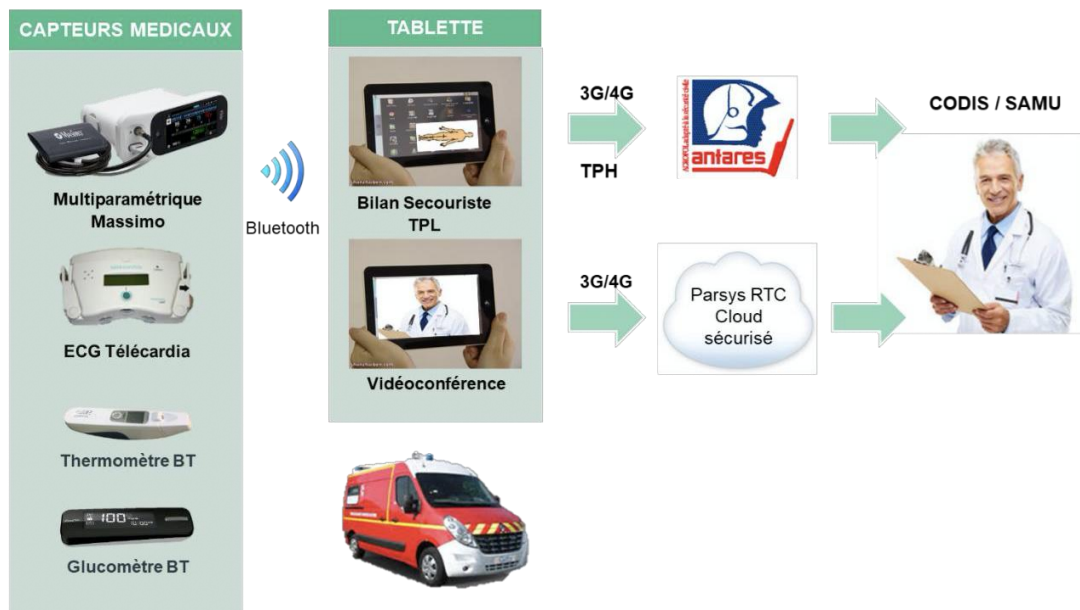 CAPTEURS MEDICAUX
Multiparamétrique
Massimo
ECG Télécardia
Thermomètre BT
100
Glucomètre BT
Bluetooth
TABLETTE
Bilan Secouriste
TPL
Vidéoconférence
3G/4G
TPH
antares
3G/4G
Parsys RTC
Cloud
sécurisé
CODIS / SAMU